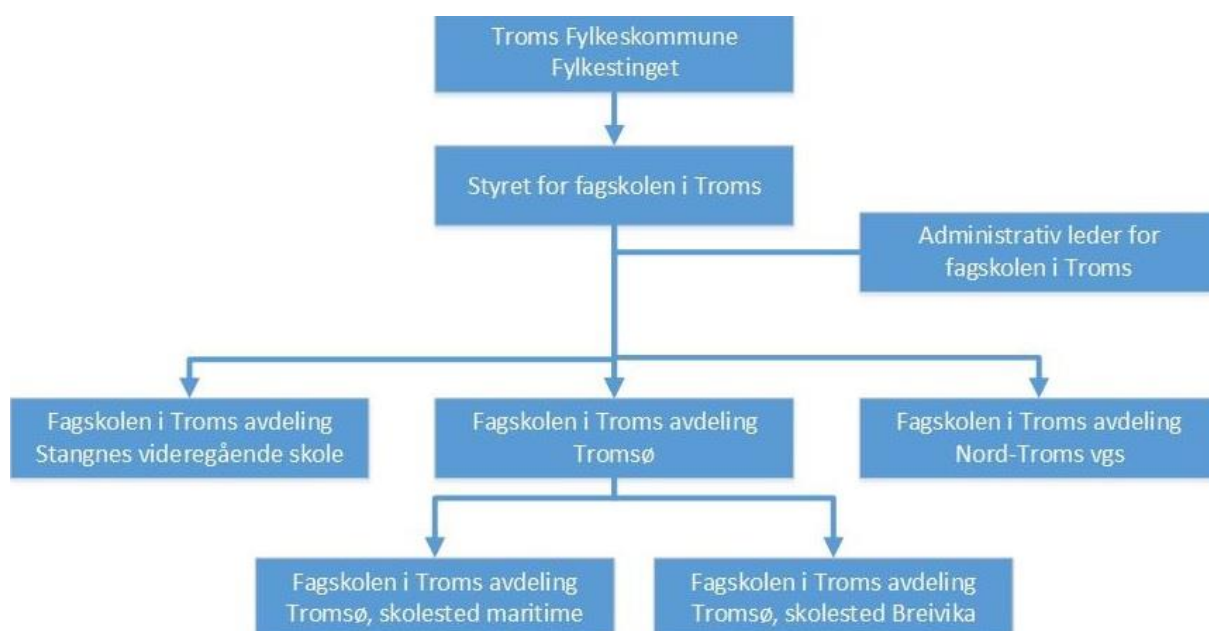 Troms Fylkeskommune
Fylkestinget
Styret for fagskolen i Troms
Administrativ leder for
fagskolen i Troms
Fagskolen i Troms avdeling
Stangnes videregående skole
Fagskolen i Troms avdeling
Tromsø
Fagskolen i Troms avdeling
Nord-Troms vgs
Fagskolen i Troms avdeling
Tromsø, skolested maritime
Fagskolen i Troms avdeling
Tromsø, skolested Breivika